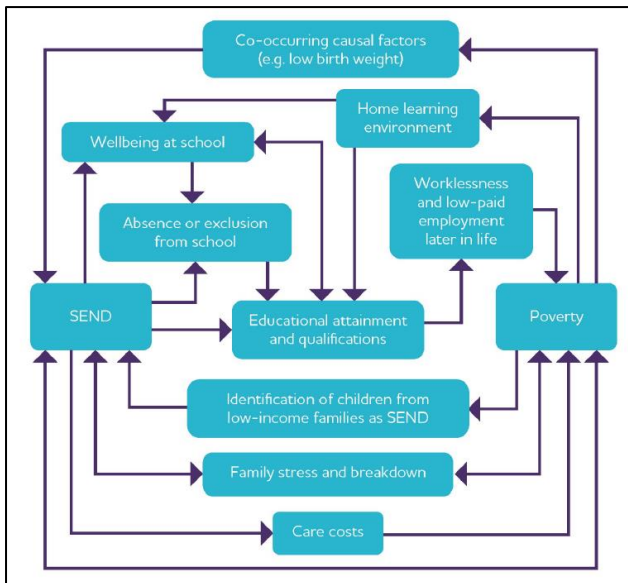 Co-occurring causal factors
(e.g. low birth weight)
Home learning
environment
Wellbeing at school
Worklessness
and low-paid
employment
later in life
Absence or exclusion
from school
SEND
Educational attainment
and qualifications
Poverty
Identification of children from
low-income families as SEND
Family stress and breakdown
Care costs